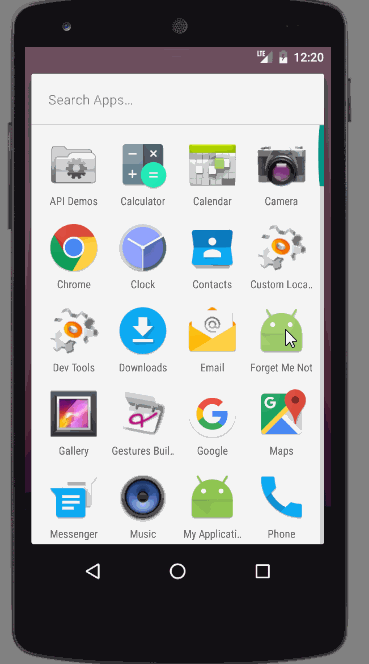 LTE 12:20
Search Apps...
API Demos Calculator Calendar Camera
Chrome Clock Contacts Custom Loca..
Dev Tools Downloads Email Forget Me Not
Gallery Gestures Buil.. Google Maps
Messenger Music My Applicati.. Phone